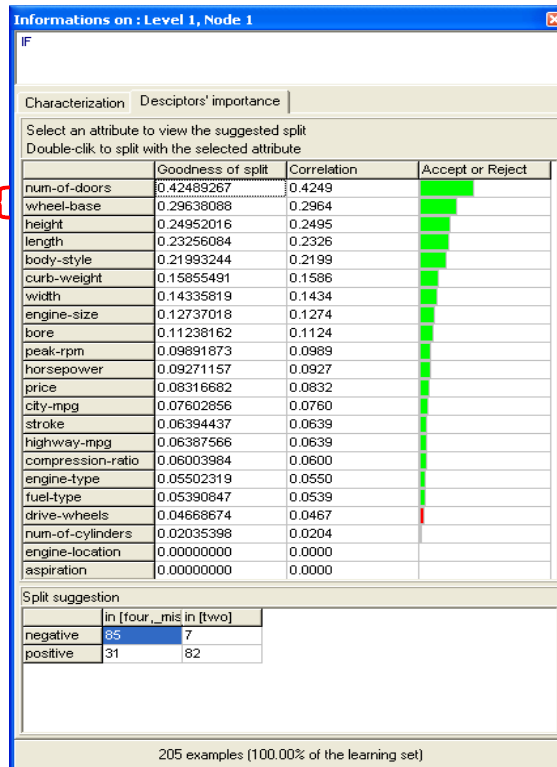 Informations on : Level 1, Node 1
IF
Characterization Desciptors' importance
Select an attribute to view the suggested split
Double-clik to split with the selected attribute
Goodness of split Correlation Accept or Reject
num-of-doors 0.42489267 0.4249
wheel-base 0.29638088 0.2964
height 0.24952016 0.2495
length 0.23256084 0.2326
body-style 0.21993244 0.2199
curb-weight 0.15855491 0.1586
width 0.14335819 0.1434
engine-size 0.12737018 0.1274
bore 0.11238162 0.1124
peak-rpm 0.09891873 0.0989
horsepower 0.09271157 0.0927
price 0.08316682 0.0832
city-mpg 0.07602856 0.0760
stroke 0.06394437 0.0639
highway-mpg 0.06387566 0.0639
compression-ratio 0.06003984 0.0600
engine-type 0.05502319 0.0550
fuel-type 0.05390847 0.0539
drive-wheels 0.04668674 0.0467
num-of-cylinders 0.02035398 0.0204
engine-location 0.00000000 0.0000
aspiration 0.00000000 0.0000
Split suggestion
in [four,_mis in [two]
negative 85 7
positive 31 82
205 examples (100.00% of the learning set)